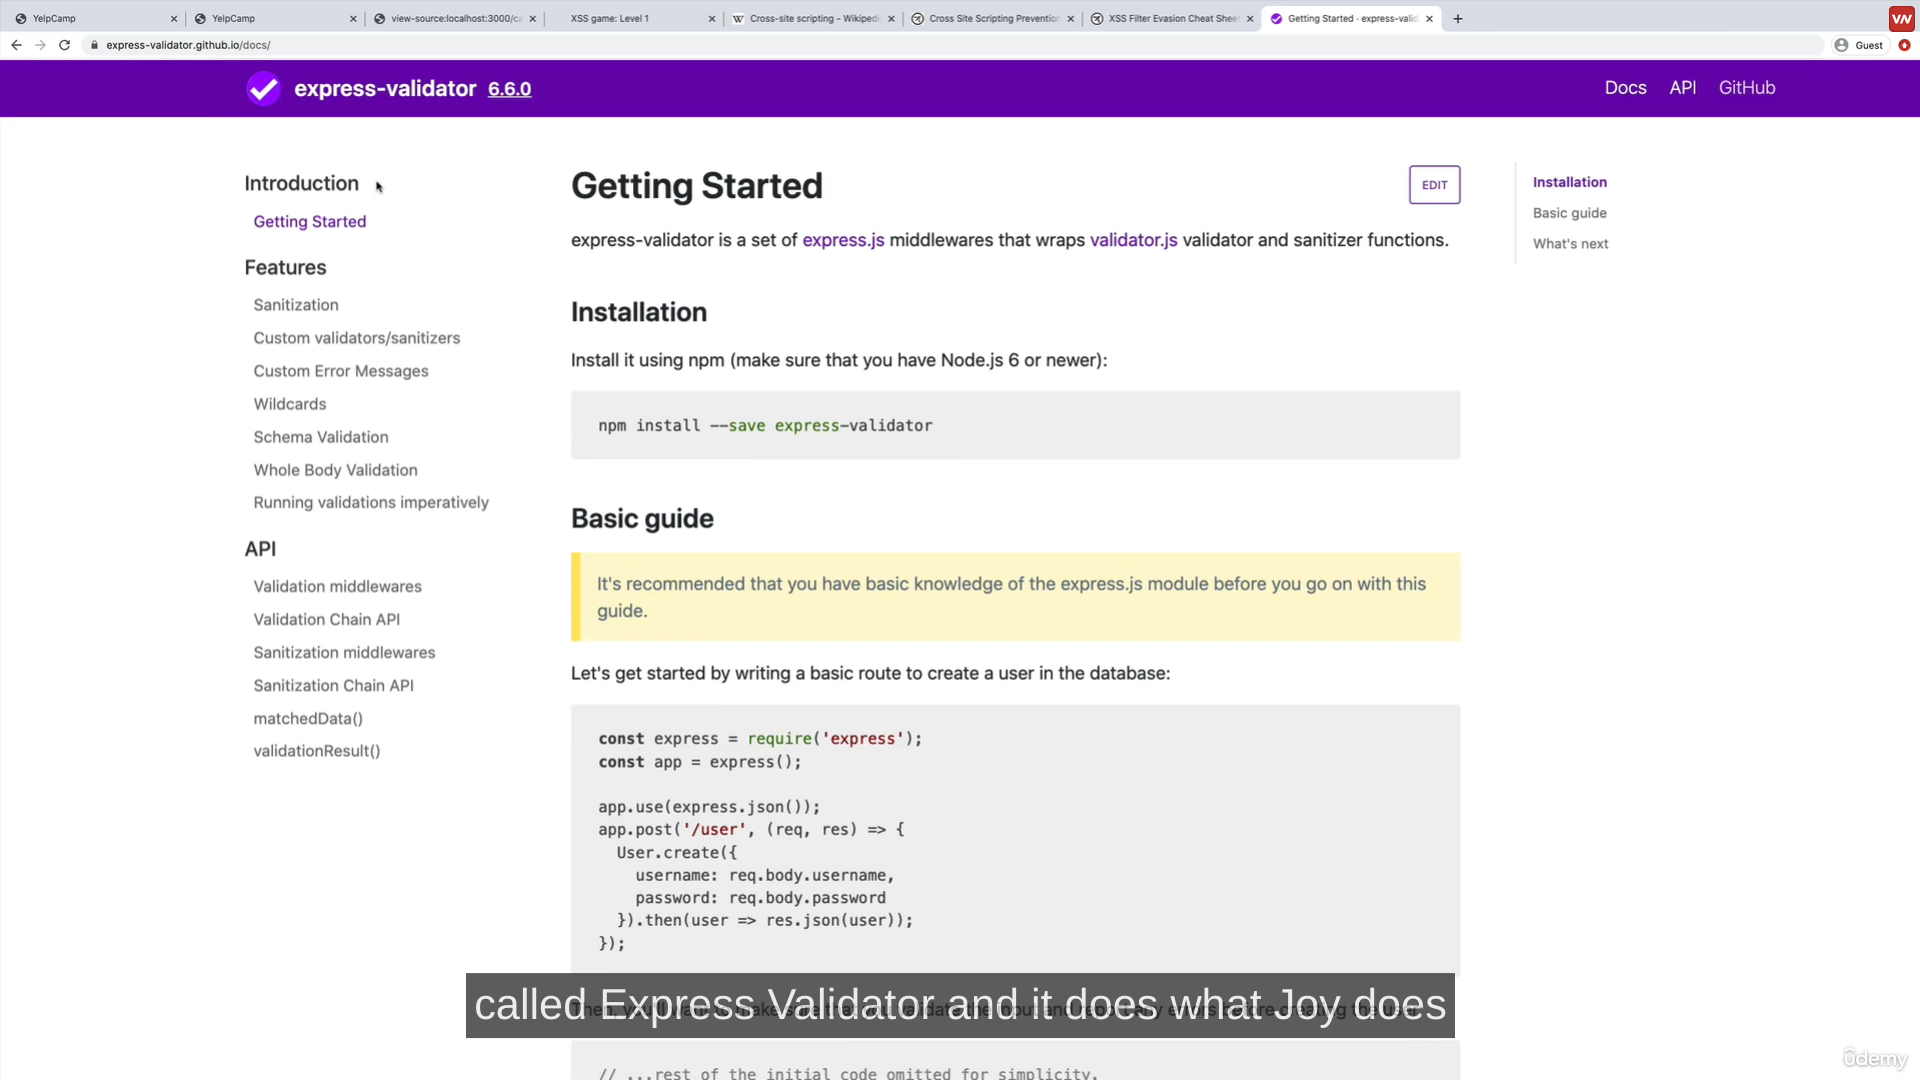 YelpCamp
YelpCamp
view-source:localhost:3000/ca
XSS game: Level 1
Cross-site scripting - Wikiped
Cross Site Scripting Prevention
XSS Filter Evasion Cheat Shee
Getting Started · express-valid
express-validator.github.io/docs/
Guest
express-validator 6.6.0
Docs
API
GitHub
Introduction
Getting Started
Features
Sanitization
Custom validators/sanitizers
Custom Error Messages
Wildcards
Schema Validation
Whole Body Validation
Running validations imperatively
API
Validation middlewares
Validation Chain API
Sanitization middlewares
Sanitization Chain API
matchedData()
validationResult()
Getting Started
EDIT
express-validator is a set of express.js middlewares that wraps validator.js validator and sanitizer functions.
Installation
Install it using npm (make sure that you have Node.js 6 or newer):
npm install --save express-validator
Basic guide
It's recommended that you have basic knowledge of the express.js module before you go on with this
guide.
Let's get started by writing a basic route to create a user in the database:
const express = require('express');
const app = express();
app.use(express.json());
app.post('/user', (req, res) => {
User.create({
username: req.body.username,
password: req.body.password
}).then(user => res.json(user));
});
called Express Validator and it does what Joy does
// ...rest of the initial code omitted for simplicity.
Installation
Basic guide
What's next
ûdemy